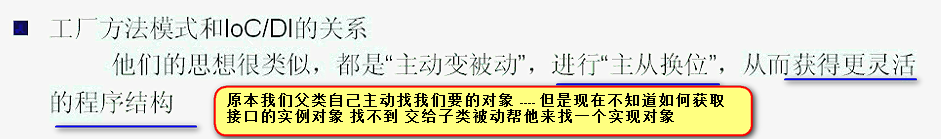 工厂方法模式和IoC/DI的关系
他们的思想很类似，都是“主动变被动”，进行“主从换位”，从而获得更灵活
的程序结构
原本我们父类自己主动找我们要的对象 ---- 但是现在不知道如何获取
接口的实例对象 找不到 交给子类被动帮他来找一个实现对象